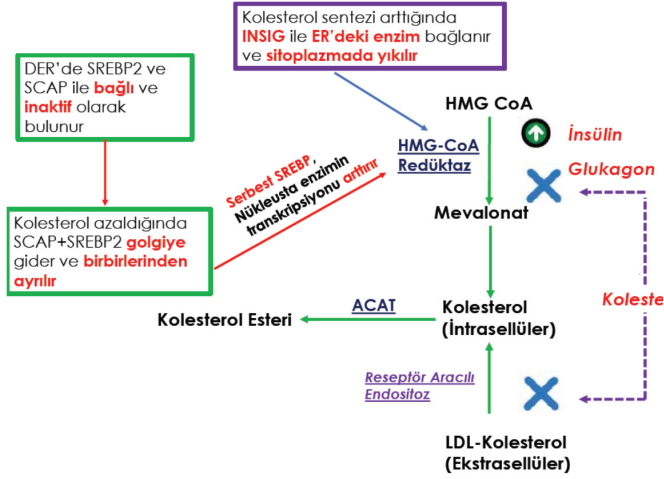 Kolesterol sentezi arttığında
INSIG ile ER'deki enzim bağlanır
ve sitoplazmada yıkılır
DER'de SREBP2 ve
SCAP ile bağlı ve
inaktif olarak
bulunur
HMG CoA
İnsülin
HMG-CoA
Redüktaz
Glukagon
Serbest SREBP,
Nükleusta enzimin
transkripsiyonu arttırır
Mevalonat
Kolesterol azaldığında
SCAP+SREBP2 golgiye
gider ve birbirlerinden
ayrılır
Koleste
Kolesterol Esteri
ACAT
Kolesterol
(İntrasellüler)
Reseptör Aracılı
Endositoz
LDL-Kolesterol
(Ekstrasellüler)